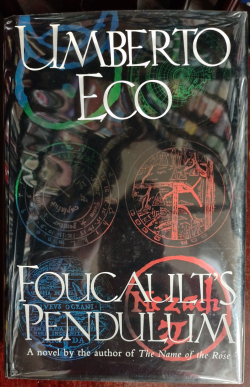 UMBERTO
ECO
FOUCAULT'S
PENDULUM
A novel by the author of The Name of the Rose